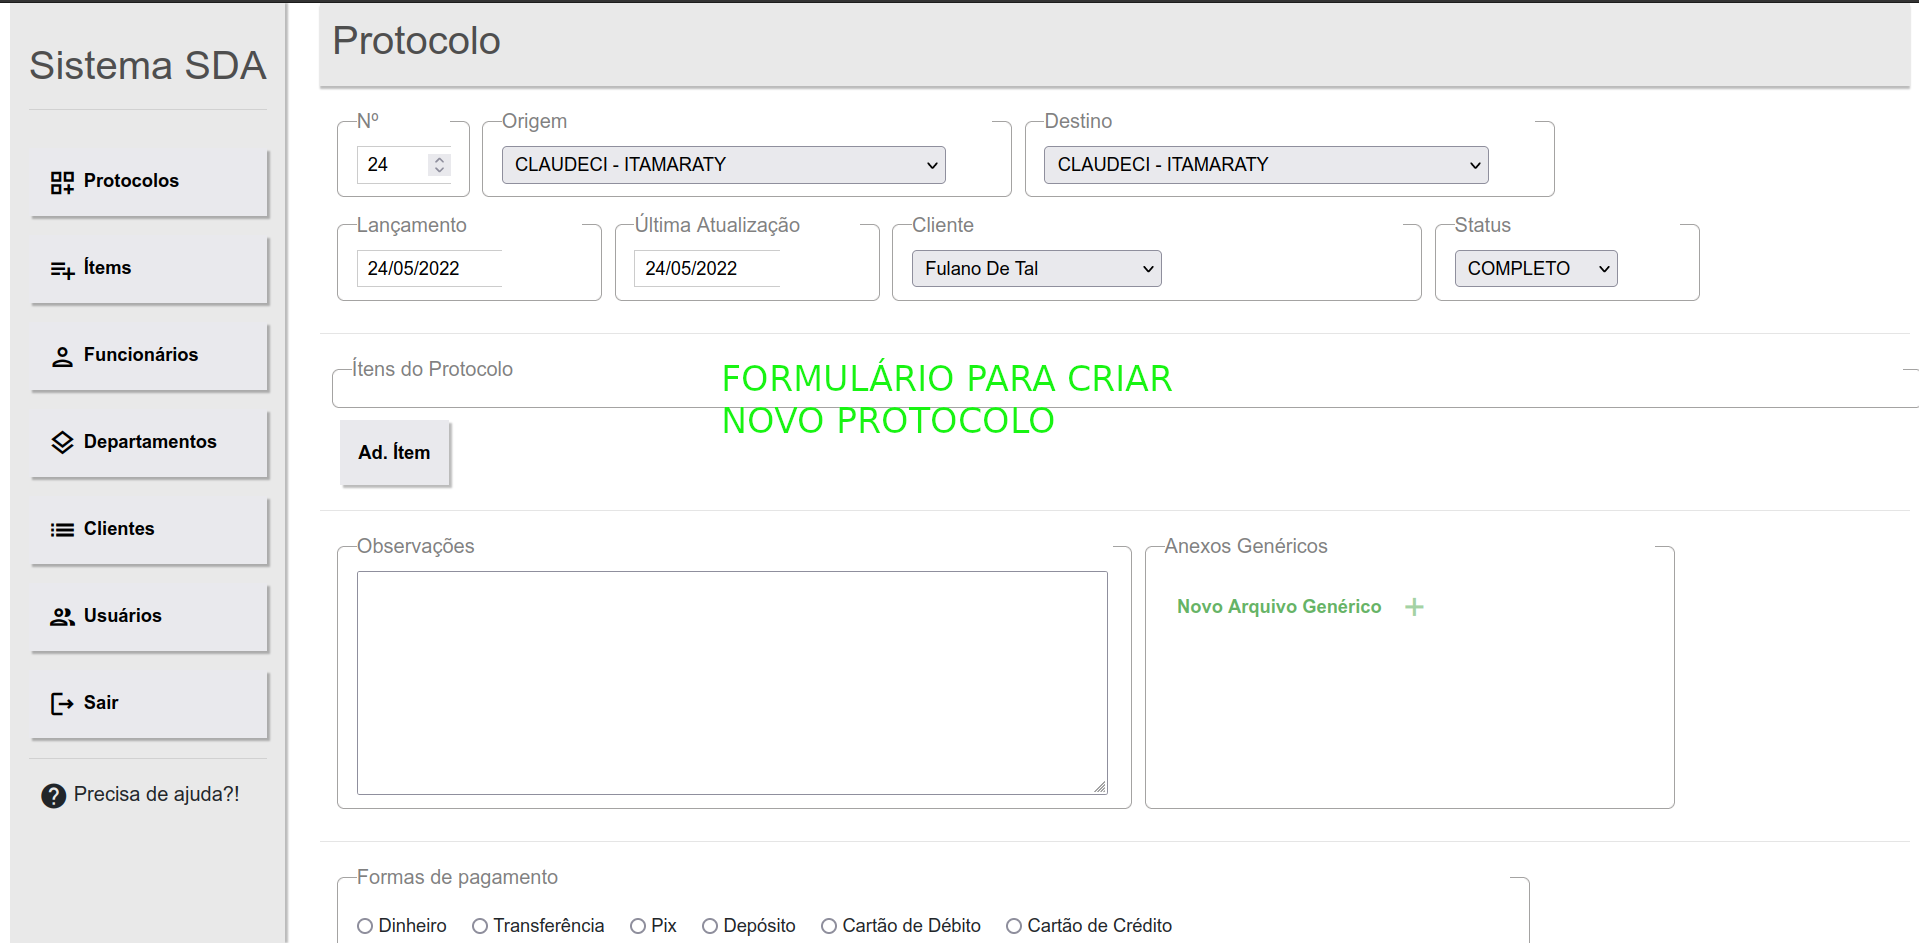 Sistema SDA
Protocolos
Ítems
Funcionários
Departamentos
Clientes
Usuários
Sair
Precisa de ajuda?!
Protocolo
Nº
Origem
Destino
24
CLAUDECI - ITAMARATY
CLAUDECI - ITAMARATY
Lançamento
Última Atualização
Cliente
Status
24/05/2022
24/05/2022
Fulano De Tal
COMPLETO
Ítens do Protocolo
FORMULÁRIO PARA CRIAR
NOVO PROTOCOLO
Ad. Ítem
Observações
Anexos Genéricos
Novo Arquivo Genérico +
Formas de pagamento
Dinheiro
Transferência
Pix
Depósito
Cartão de Débito
Cartão de Crédito